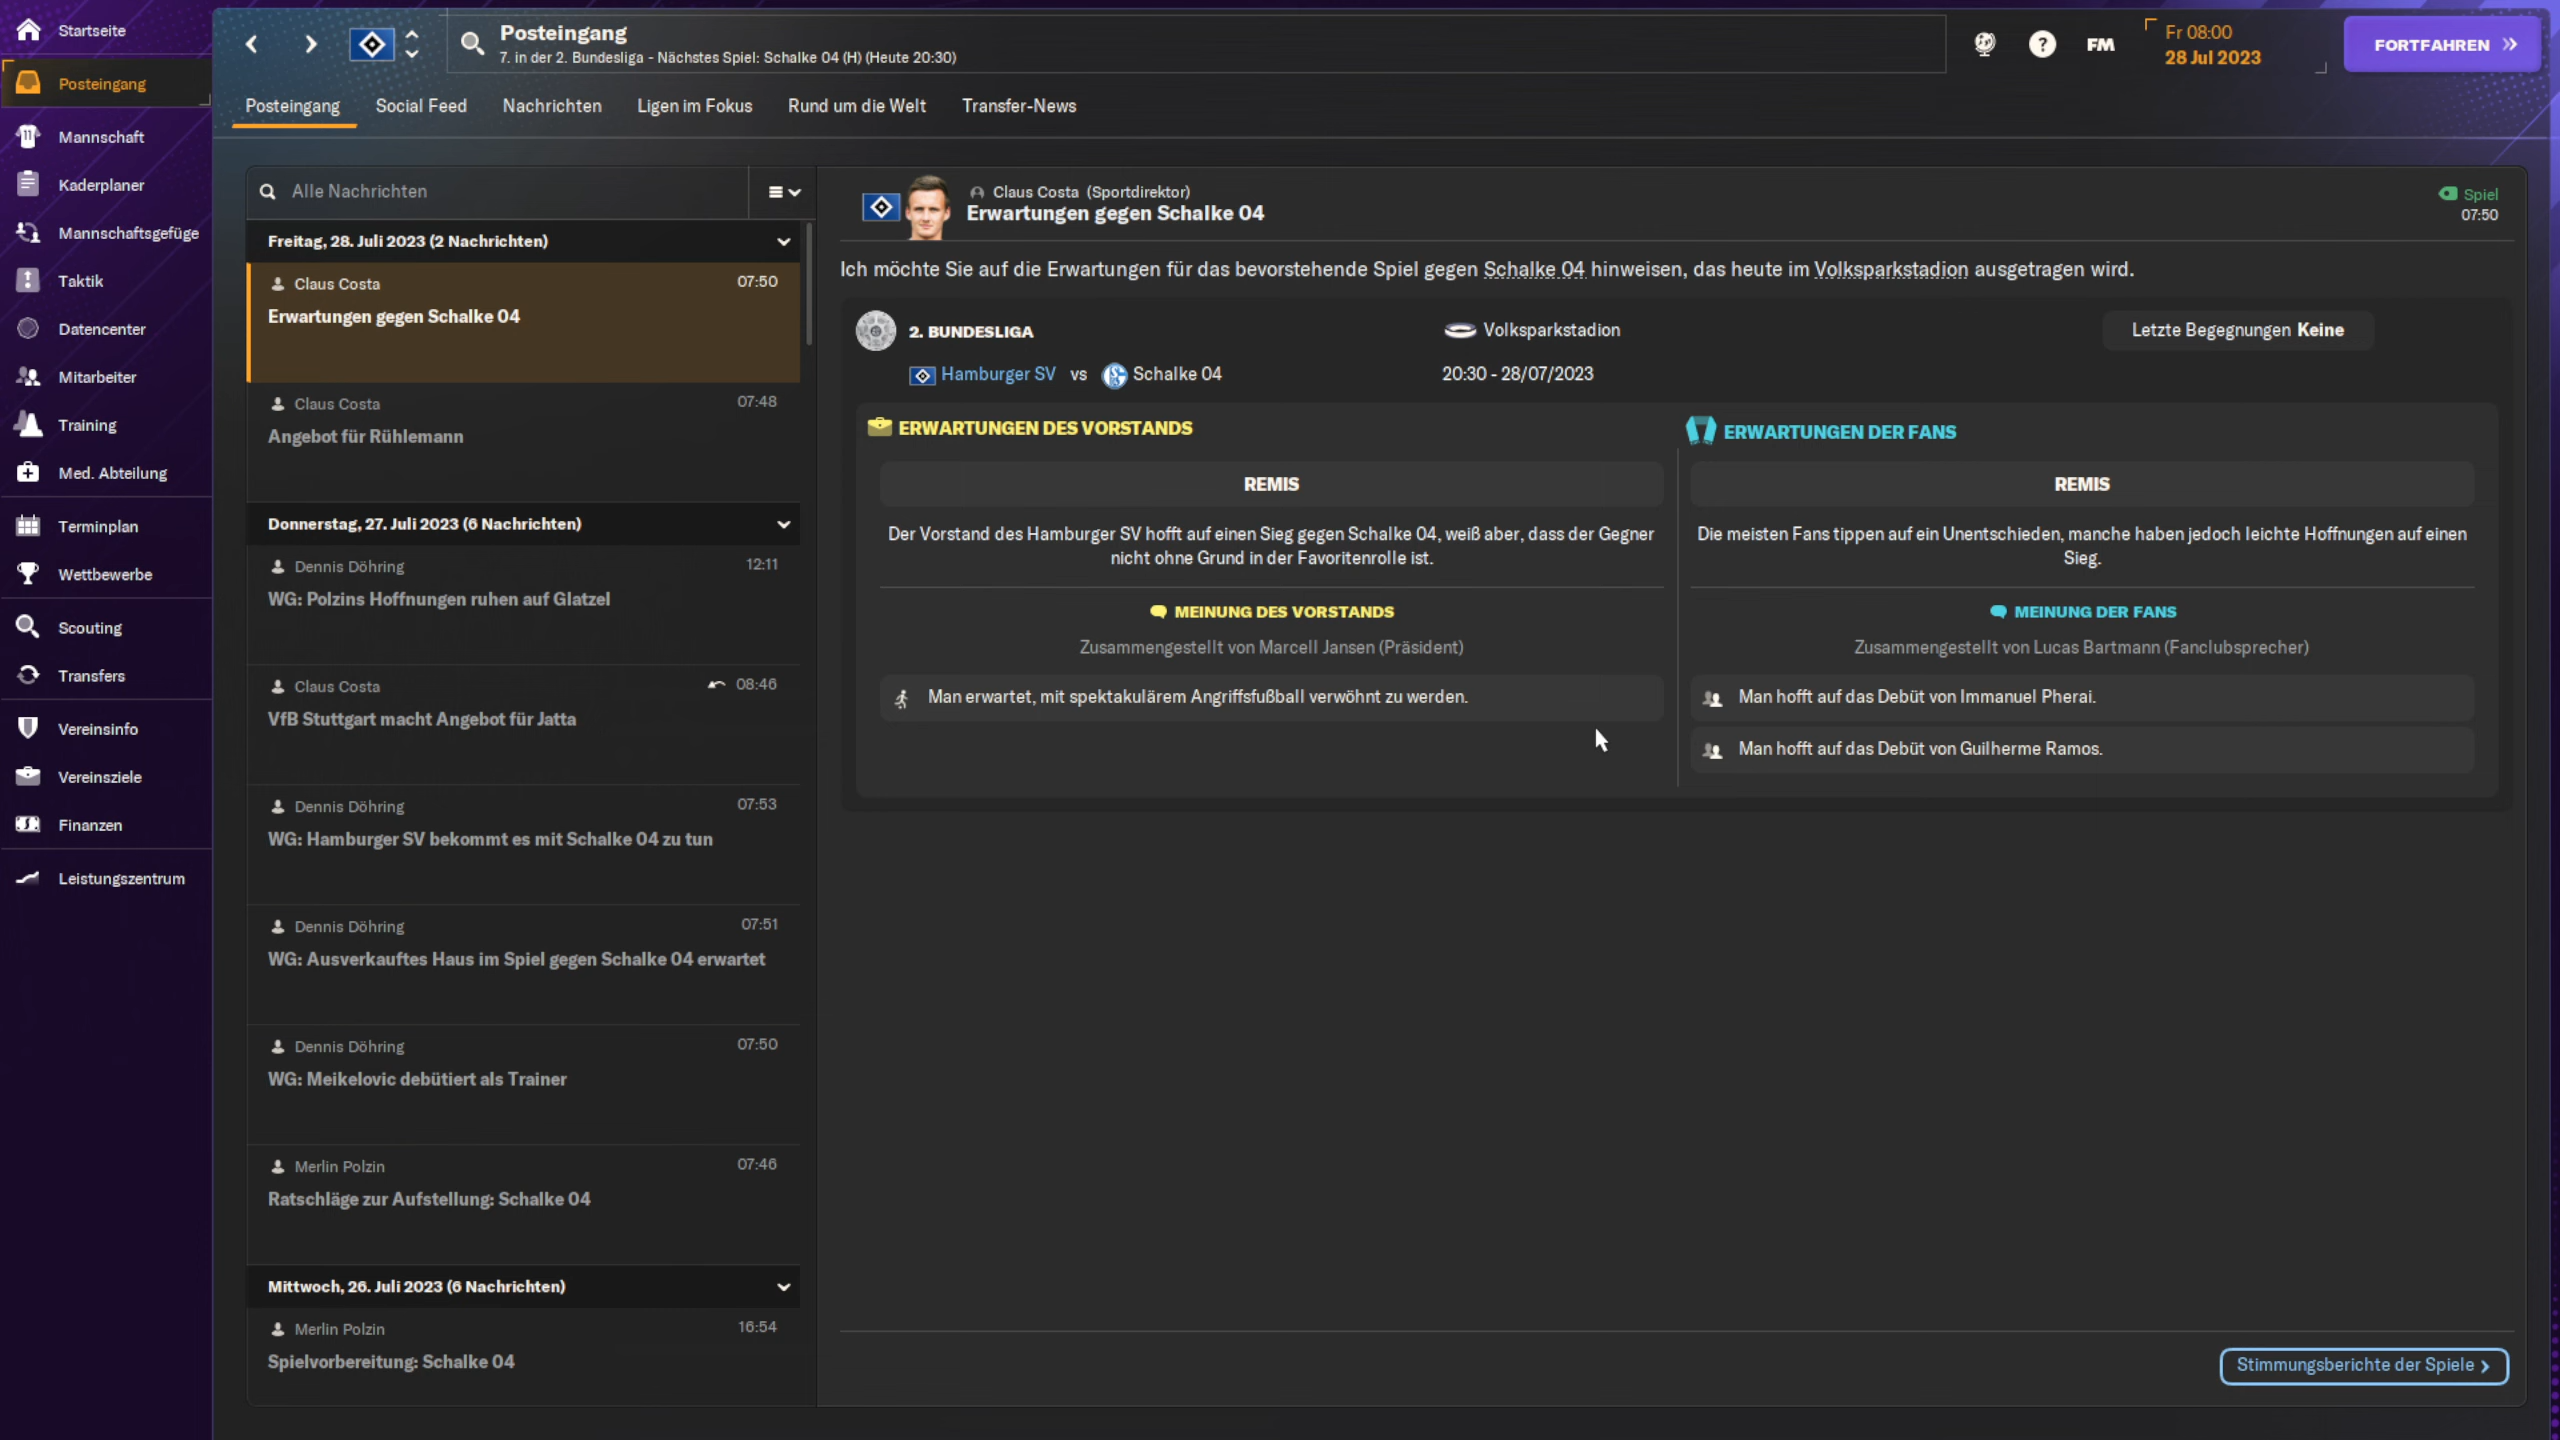 Startseite
Posteingang
Mannschaft
Kaderplaner
Mannschaftsgefüge
Taktik
Datencenter
Mitarbeiter
Training
Med. Abteilung
Terminplan
Wettbewerbe
Scouting
Transfers
Vereinsinfo
Vereinsziele
Finanzen
Leistungszentrum
Posteingang
7. in der 2. Bundesliga - Nächstes Spiel: Schalke 04 (H) (Heute 20:30)
?
FM
Fr 08:00
28 Jul 2023
FORTFAHREN
Posteingang Social Feed Nachrichten Ligen im Fokus Rund um die Welt Transfer-News
Alle Nachrichten
Freitag, 28. Juli 2023 (2 Nachrichten)
Claus Costa 07:50
Erwartungen gegen Schalke 04
Claus Costa 07:48
Angebot für Rühlemann
Donnerstag, 27. Juli 2023 (6 Nachrichten)
Dennis Döhring 12:11
WG: Polzins Hoffnungen ruhen auf Glatzel
Claus Costa 08:46
VfB Stuttgart macht Angebot für Jatta
Dennis Döhring 07:53
WG: Hamburger SV bekommt es mit Schalke 04 zu tun
Dennis Döhring 07:51
WG: Ausverkauftes Haus im Spiel gegen Schalke 04 erwartet
Dennis Döhring 07:50
WG: Meikelovic debütiert als Trainer
Merlin Polzin 07:46
Ratschläge zur Aufstellung: Schalke 04
Mittwoch, 26. Juli 2023 (6 Nachrichten)
Merlin Polzin 16:54
Spielvorbereitung: Schalke 04
Claus Costa (Sportdirektor)
Erwartungen gegen Schalke 04
Spiel
07:50
Ich möchte Sie auf die Erwartungen für das bevorstehende Spiel gegen Schalke 04 hinweisen, das heute im Volksparkstadion ausgetragen wird.
2. BUNDESLIGA
Volksparkstadion
Letzte Begegnungen Keine
Hamburger SV vs Schalke 04
20:30 - 28/07/2023
ERWARTUNGEN DES VORSTANDS
REMIS
Der Vorstand des Hamburger SV hofft auf einen Sieg gegen Schalke 04, weiß aber, dass der Gegner
nicht ohne Grund in der Favoritenrolle ist.
MEINUNG DES VORSTANDS
Zusammengestellt von Marcell Jansen (Präsident)
Man erwartet, mit spektakulärem Angriffsfußball verwöhnt zu werden.
ERWARTUNGEN DER FANS
REMIS
Die meisten Fans tippen auf ein Unentschieden, manche haben jedoch leichte Hoffnungen auf einen
Sieg.
MEINUNG DER FANS
Zusammengestellt von Lucas Bartmann (Fanclubsprecher)
Man hofft auf das Debüt von Immanuel Pherai.
Man hofft auf das Debüt von Guilherme Ramos.
Stimmungsberichte der Spiele